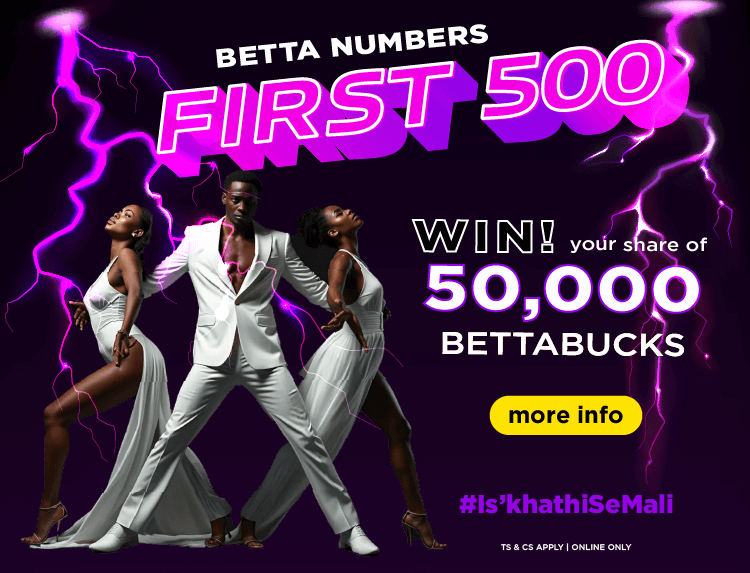 BETTA NUMBERS
FIRST 500
WIN! your share of
50,000
BETTABUCKS
more info
#Is'khathiSeMali
TS & CS APPLY | ONLINE ONLY